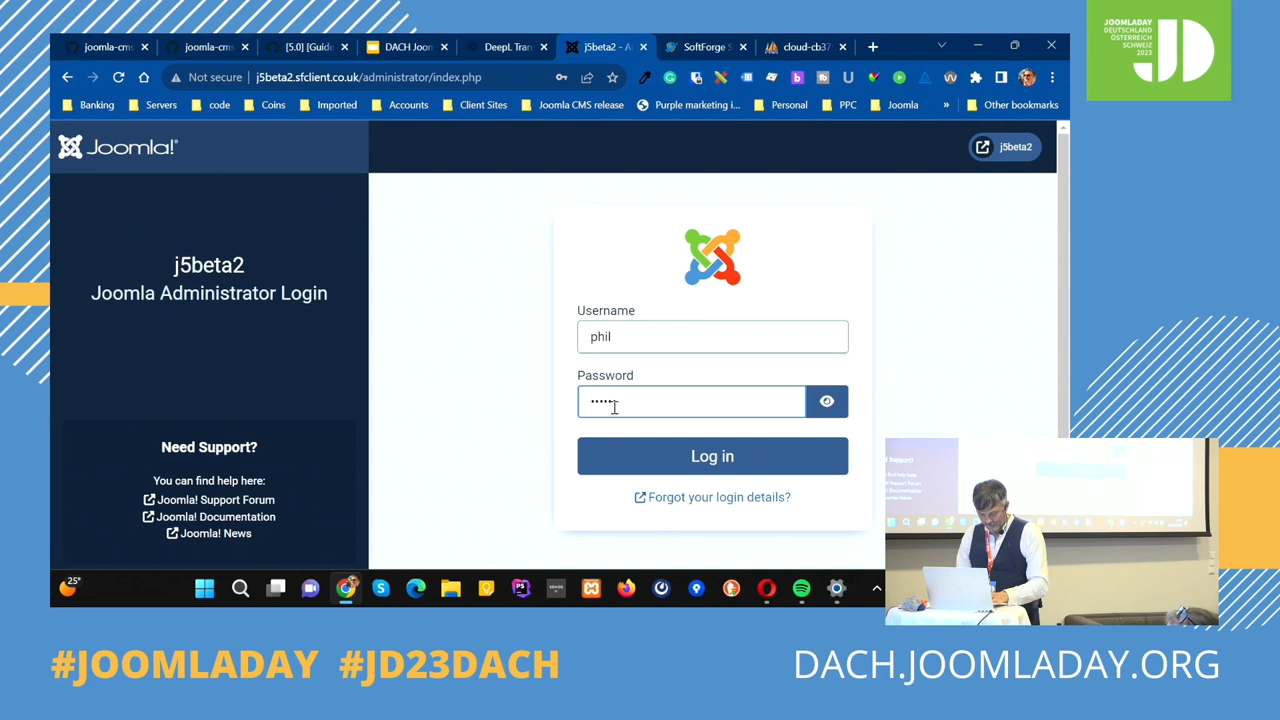 JOOMLADAY
DEUTSCHLAND
ÖSTERREICH
SCHWEIZ
2023
JD
joomla-cms
joomla-cms
[5.0] [Guide
DACH Joom
DeepL Tran
j5beta2 - A
SoftForge S
cloud-cb37
Not secure j5beta2.sfclient.co.uk/administrator/index.php
Banking Servers code Coins Imported Accounts Client Sites Joomla CMS release Purple marketing i... Personal PPC Joomla » Other bookmarks
Joomla!®
j5beta2
j5beta2
Joomla Administrator Login
Username
phil
Password
••••••
Log in
Forgot your login details?
Need Support?
You can find help here:
Joomla! Support Forum
Joomla! Documentation
Joomla! News
25°
#JOOMLADAY #JD23DACH
DACH.JOOMLADAY.ORG